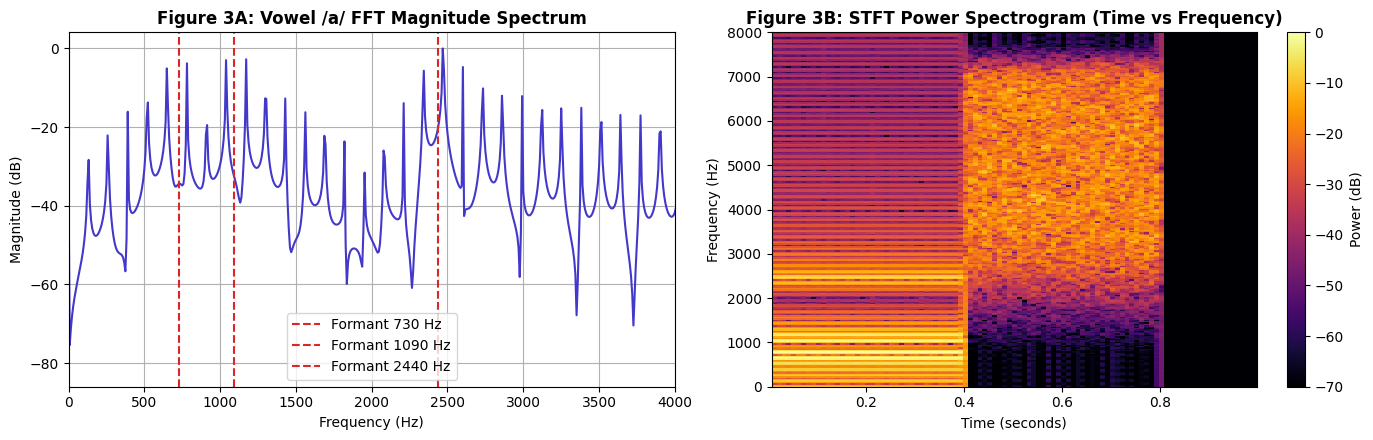 Figure 3A: Vowel /a/ FFT Magnitude Spectrum
0
−20
−40
−60
−80
Magnitude (dB)
Formant 730 Hz
Formant 1090 Hz
Formant 2440 Hz
0 500 1000 1500 2000 2500 3000 3500 4000
Frequency (Hz)
Figure 3B: STFT Power Spectrogram (Time vs Frequency)
8000
7000
6000
5000
4000
3000
2000
1000
0
Frequency (Hz)
0.2 0.4 0.6 0.8
Time (seconds)
0
−10
−20
−30
−40
−50
−60
−70
Power (dB)